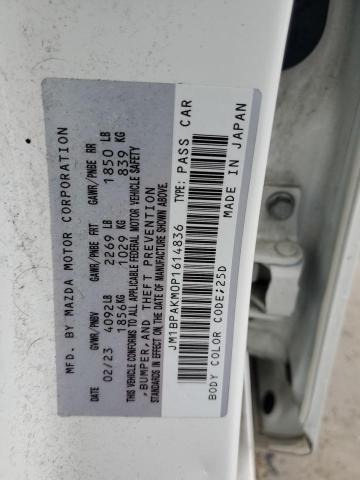 MFD. BY MAZDA MOTOR CORPORATION
DATE GVWR/PNBV GAWR/PNBE FRT GAWR/PNBE RR
02/23 4092LB 2269 LB 1850 LB
1856KG 1029 KG 839 KG
THIS VEHICLE CONFORMS TO ALL APPLICABLE FEDERAL MOTOR VEHICLE SAFETY
,BUMPER,AND THEFT PREVENTION
STANDARDS IN EFFECT ON THE DATE OF MANUFACTURE SHOWN ABOVE.
JM1BPAKM0P1614836 TYPE: PASS CAR
BODY COLOR CODE;25D MADE IN JAPAN